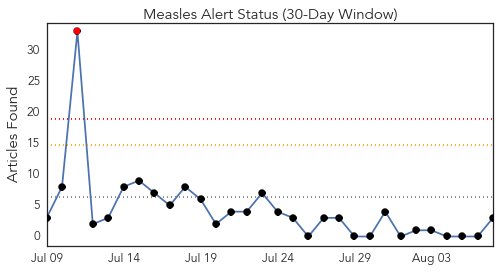 Measles Alert Status (30-Day Window)
Articles Found
30
25
20
15
10
5
0
Jul 09 Jul 14 Jul 19 Jul 24 Jul 29 Aug 03